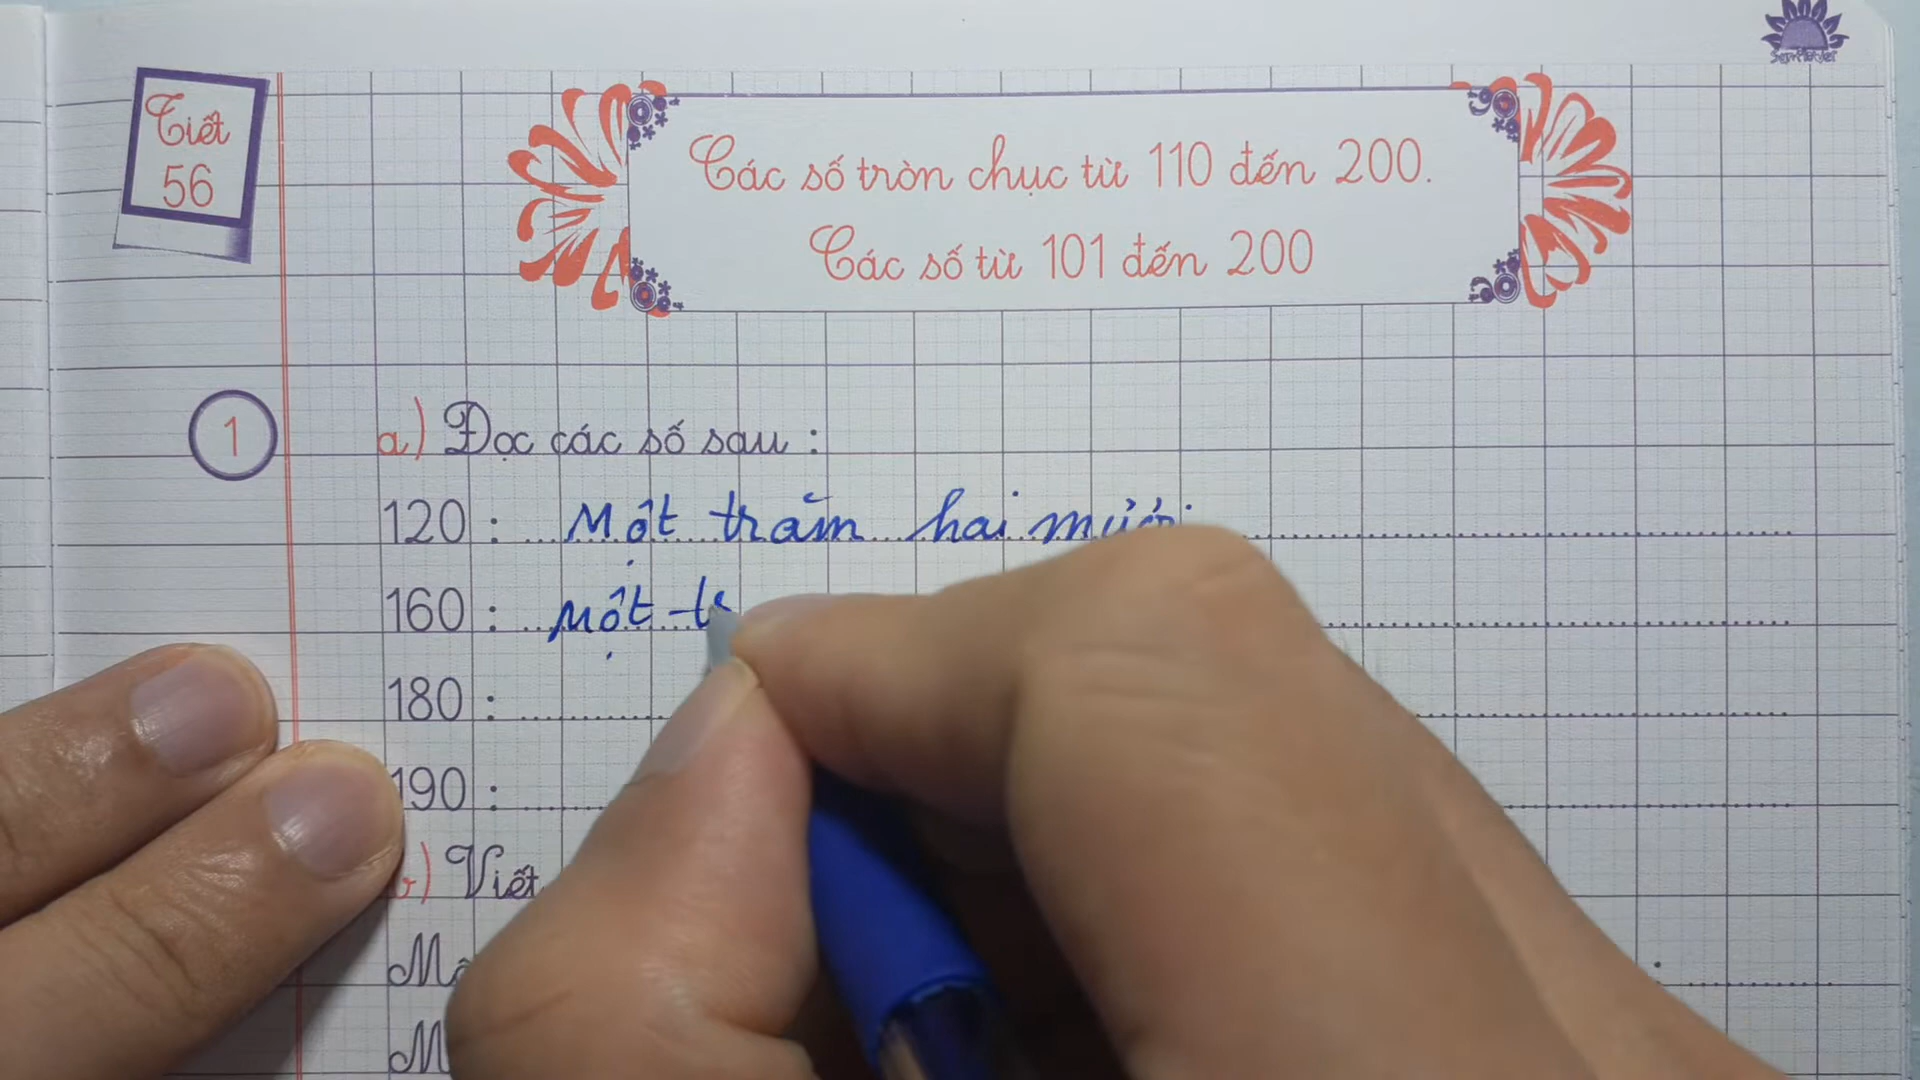 Tiết
56
Các số tròn chục từ 110 đến 200.
Các số từ 101 đến 200
1
a) Đọc các số sau :
120 : Một trăm hai mươi
160 : Một
180 :
190 :
b) Viết